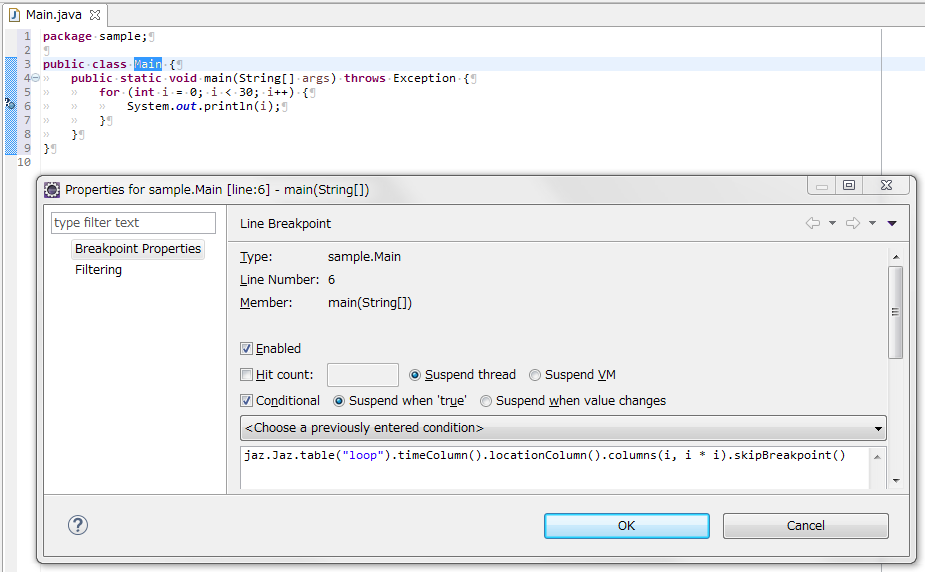 Main.java
1 package sample;
2
3 public class Main {
4 public static void main(String[] args) throws Exception {
5 for (int i = 0; i < 30; i++) {
6 System.out.println(i);
7 }
8 }
9 }
10
Properties for sample.Main [line:6] - main(String[])
type filter text
Breakpoint Properties
Filtering
Line Breakpoint
Type: sample.Main
Line Number: 6
Member: main(String[])
Enabled
Hit count: Suspend thread Suspend VM
Conditional Suspend when 'true' Suspend when value changes
<Choose a previously entered condition>
jaz.Jaz.table("loop").timeColumn().locationColumn().columns(i, i * i).skipBreakpoint()
? OK Cancel